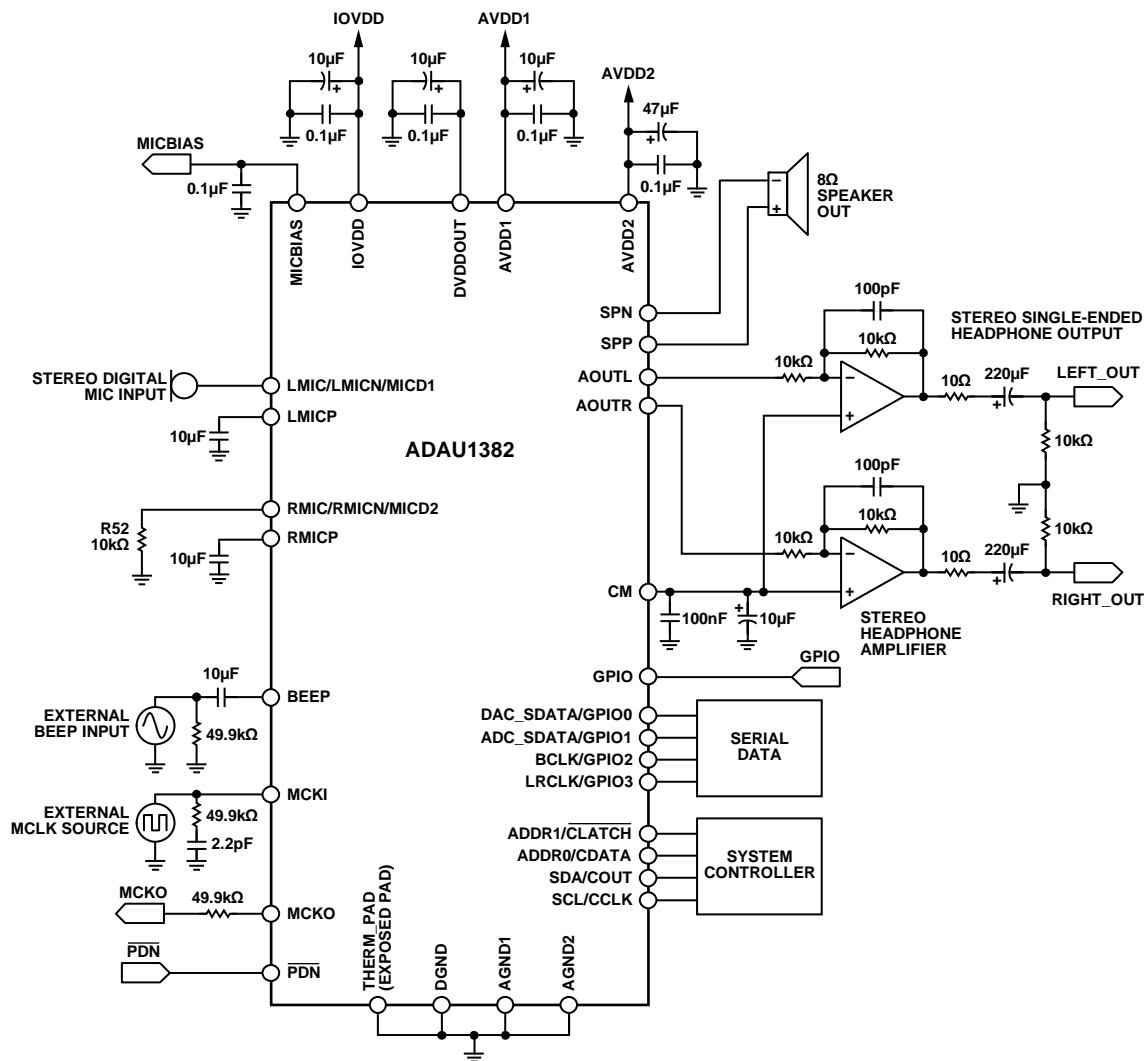 IOVDD
AVDD1
10µF
10µF
10µF
AVDD2
47µF
0.1µF
0.1µF
0.1µF
MICBIAS
0.1µF
0.1µF
8Ω
SPEAKER
OUT
−
+
MICBIAS
IOVDD
DVDDOUT
AVDD1
AVDD2
SPN
SPP
AOUTL
AOUTR
100pF
10kΩ
10kΩ
STEREO SINGLE-ENDED
HEADPHONE OUTPUT
10Ω
220µF
LEFT_OUT
10kΩ
STEREO DIGITAL
MIC INPUT
LMIC/LMICN/MICD1
LMICP
10µF
ADAU1382
R52
10kΩ
RMIC/RMICN/MICD2
RMICP
10µF
100pF
10kΩ
10kΩ
10Ω
220µF
10kΩ
RIGHT_OUT
CM
100nF
10µF
STEREO
HEADPHONE
AMPLIFIER
GPIO
GPIO
EXTERNAL
BEEP INPUT
10µF
49.9kΩ
BEEP
DAC_SDATA/GPIO0
ADC_SDATA/GPIO1
BCLK/GPIO2
LRCLK/GPIO3
SERIAL
DATA
EXTERNAL
MCLK SOURCE
49.9kΩ
2.2pF
MCKI
ADDR1/CLATCH
ADDR0/CDATA
SDA/COUT
SCL/CCLK
SYSTEM
CONTROLLER
MCKO
49.9kΩ
MCKO
PDN
PDN
THERM_PAD
(EXPOSED PAD)
DGND
AGND1
AGND2